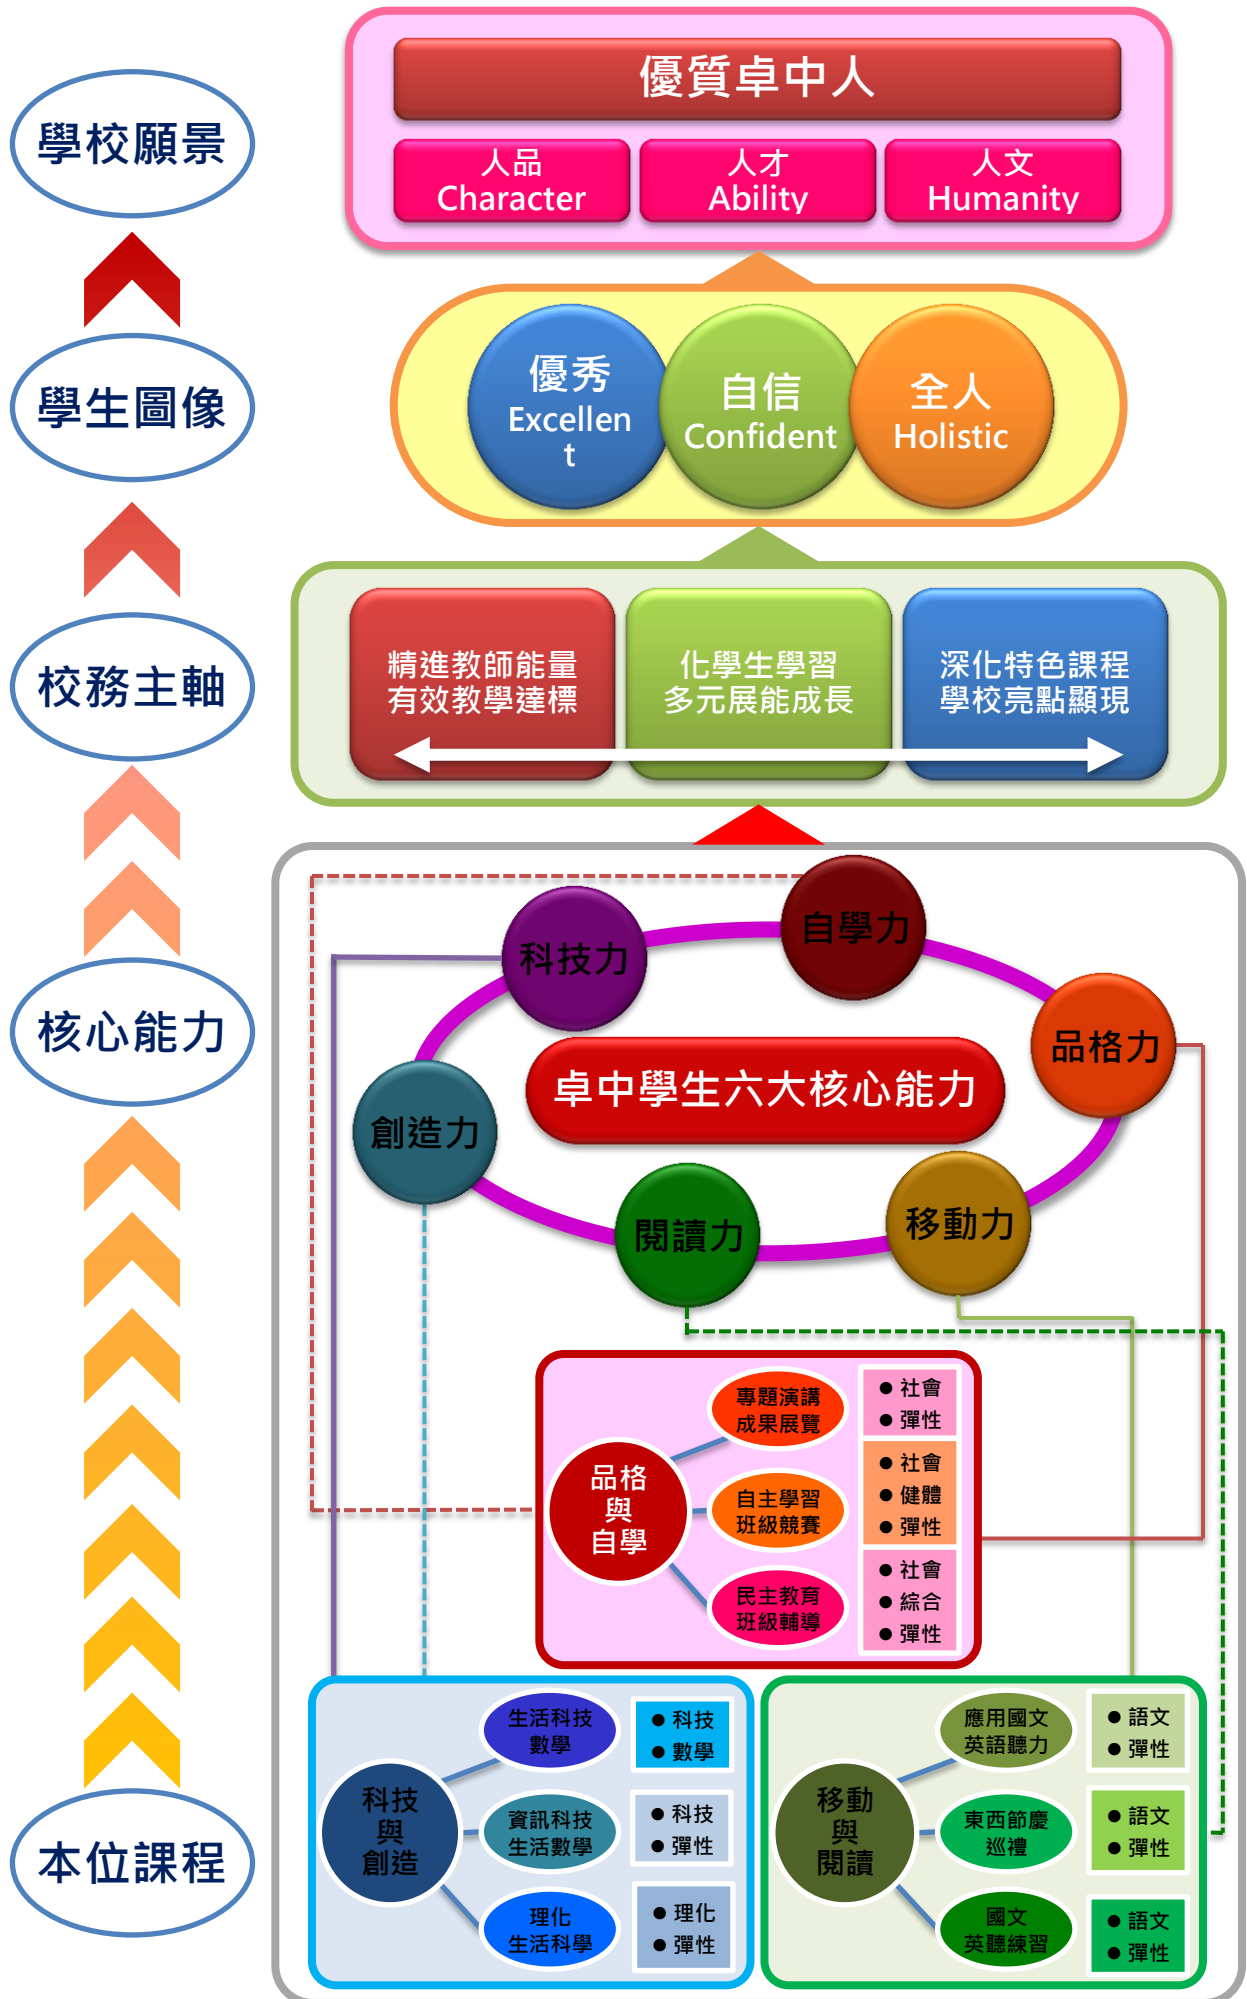 學校願景
優質卓中人
人品
Character
人才
Ability
人文
Humanity
學生圖像
優秀
Excellen
t
自信
Confident
全人
Holistic
校務主軸
精進教師能量
有效教學達標
化學生學習
多元展能成長
深化特色課程
學校亮點顯現
核心能力
自學力
科技力
品格力
卓中學生六大核心能力
創造力
閱讀力
移動力
品格
與
自學
專題演講
成果展覽
● 社會
● 彈性
自主學習
班級競賽
● 社會
● 健體
● 彈性
民主教育
班級輔導
● 社會
● 綜合
● 彈性
本位課程
科技
與
創造
生活科技
數學
● 科技
● 數學
資訊科技
生活數學
● 科技
● 彈性
理化
生活科學
● 理化
● 彈性
移動
與
閱讀
應用國文
英語聽力
● 語文
● 彈性
東西節慶
巡禮
● 語文
● 彈性
國文
英聽練習
● 語文
● 彈性